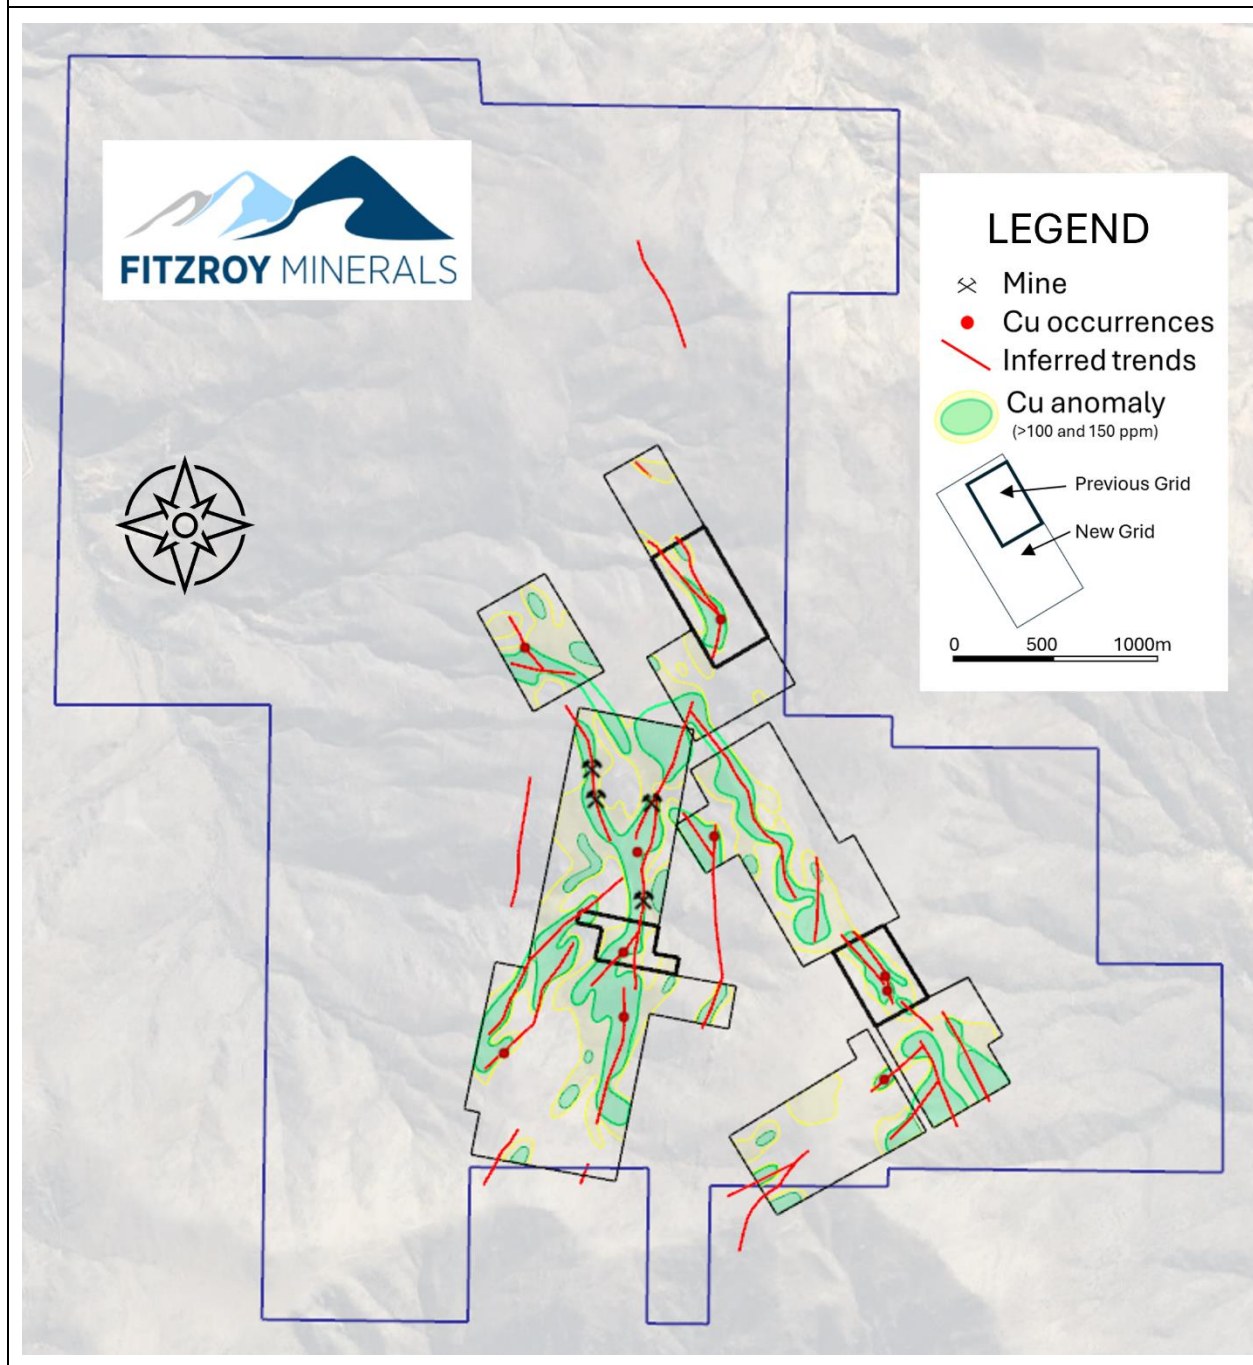 FITZROY MINERALS
LEGEND
Mine
Cu occurrences
Inferred trends
Cu anomaly
(>100 and 150 ppm)
Previous Grid
New Grid
0 500 1000m